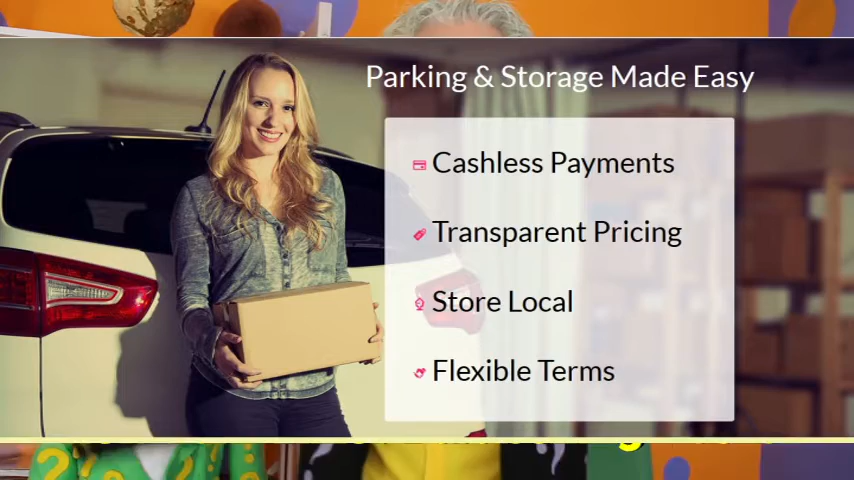 Parking & Storage Made Easy
Cashless Payments
Transparent Pricing
Store Local
Flexible Terms